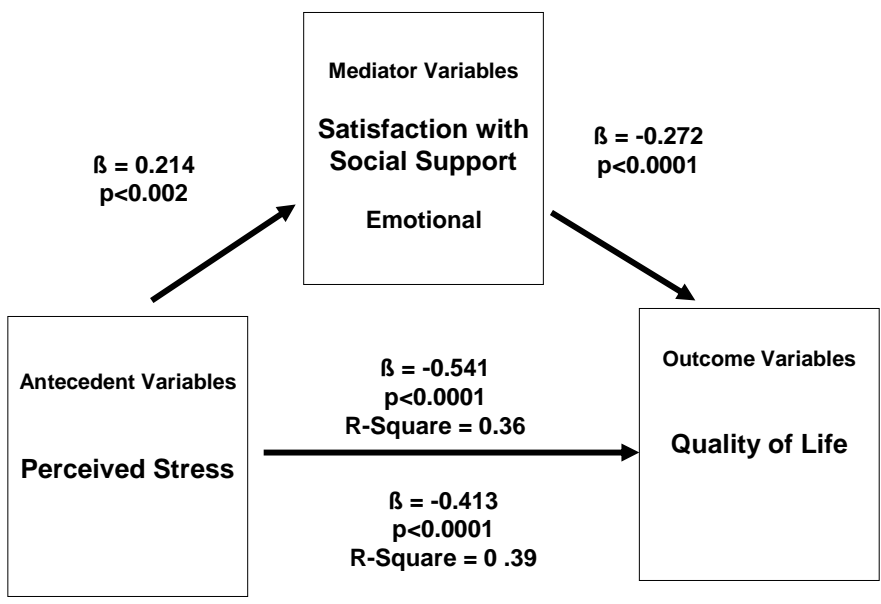 Mediator Variables
Satisfaction with
Social Support
Emotional
ß = 0.214
p<0.002
ß = -0.272
p<0.0001
Antecedent Variables
Perceived Stress
ß = -0.541
p<0.0001
R-Square = 0.36
ß = -0.413
p<0.0001
R-Square = 0 .39
Outcome Variables
Quality of Life